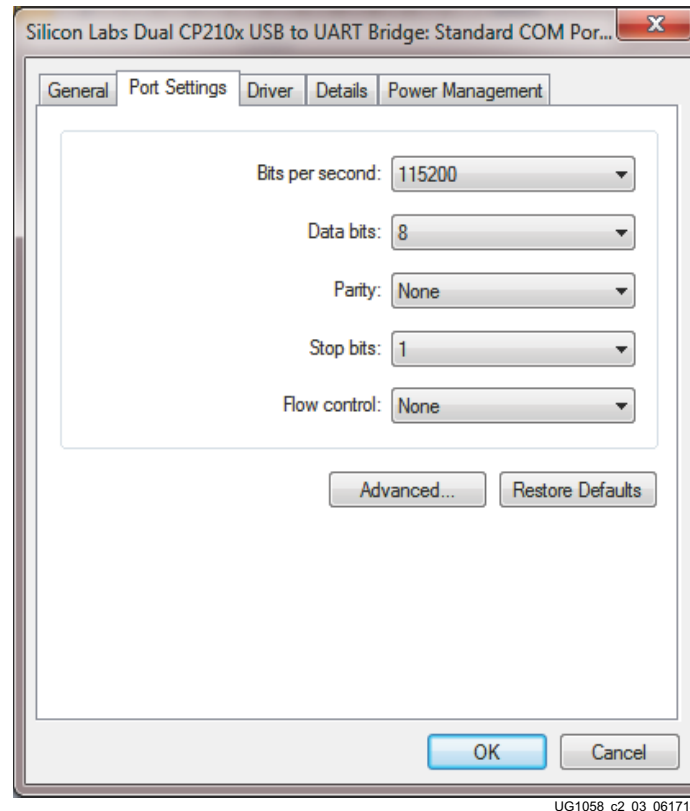 Silicon Labs Dual CP210x USB to UART Bridge: Standard COM Por...
General Port Settings Driver Details Power Management
Bits per second: 115200
Data bits: 8
Parity: None
Stop bits: 1
Flow control: None
Advanced... Restore Defaults
OK Cancel
UG1058_c2_03_06171